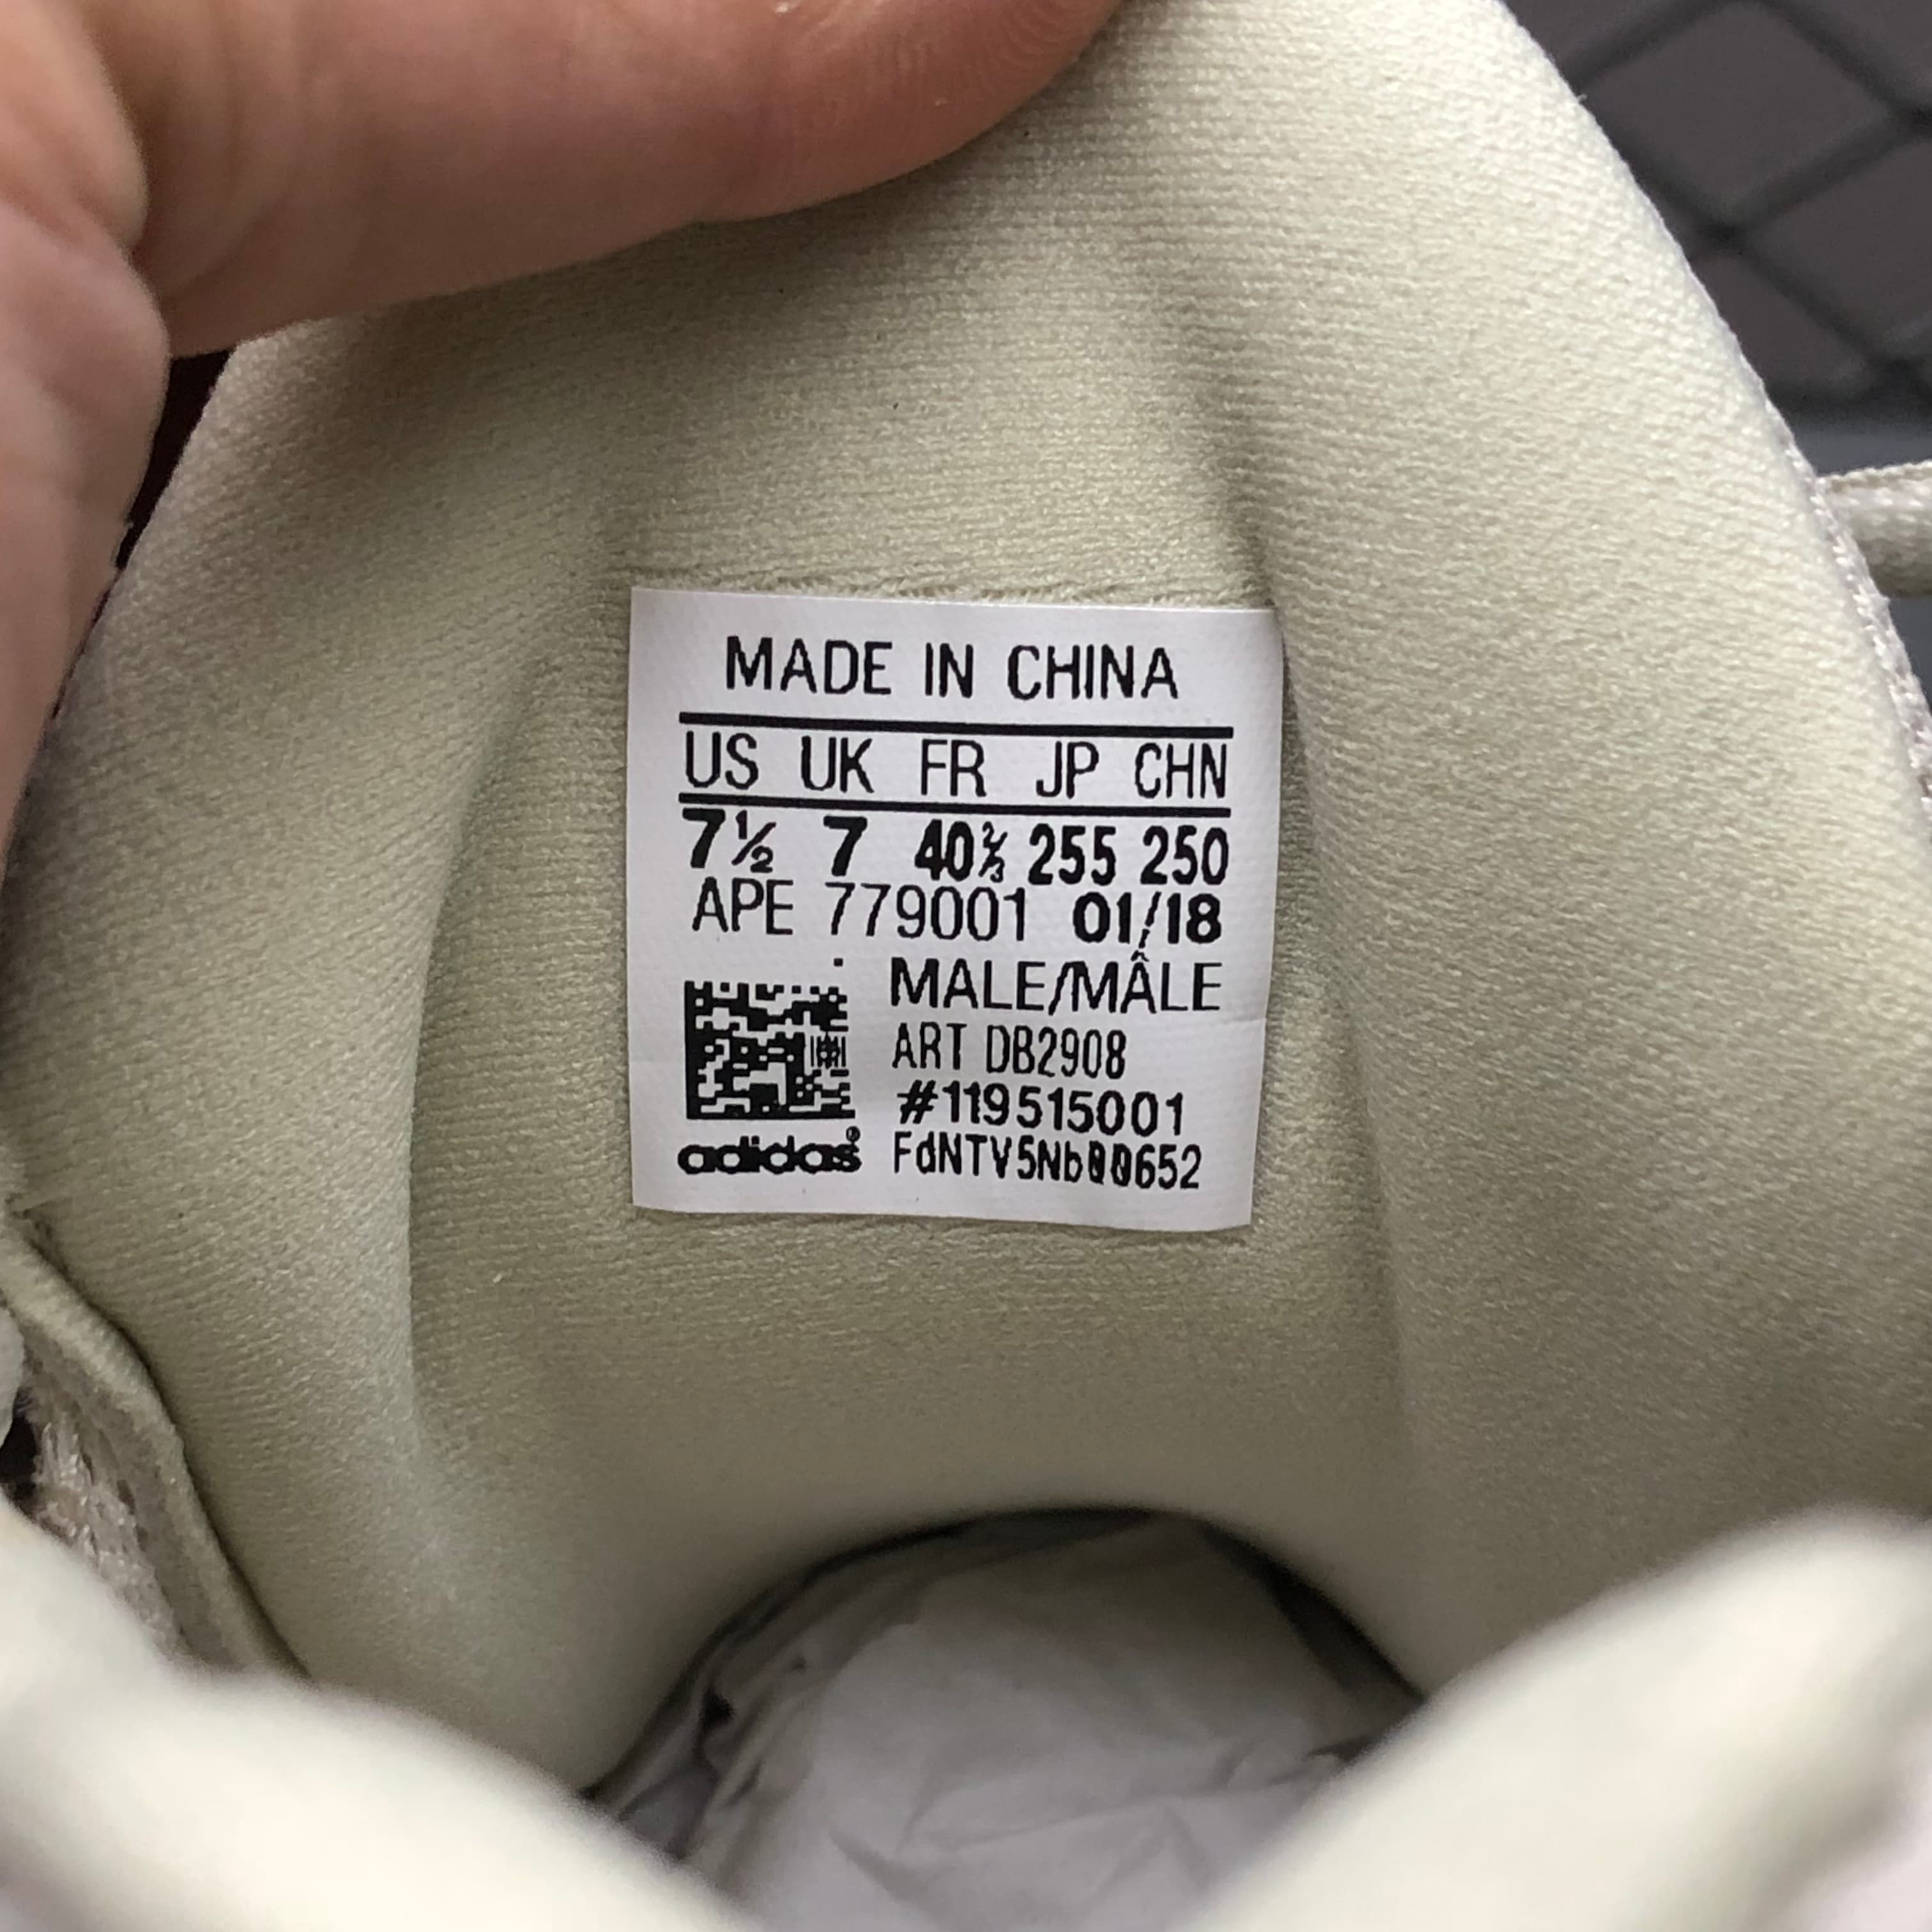 MADE IN CHINA
US UK FR JP CHN
7½ 7 40⅔ 255 250
APE 779001 01/18
MALE/MÂLE
ART DB2908
#119515001
adidas® FdNTV5Nb00652